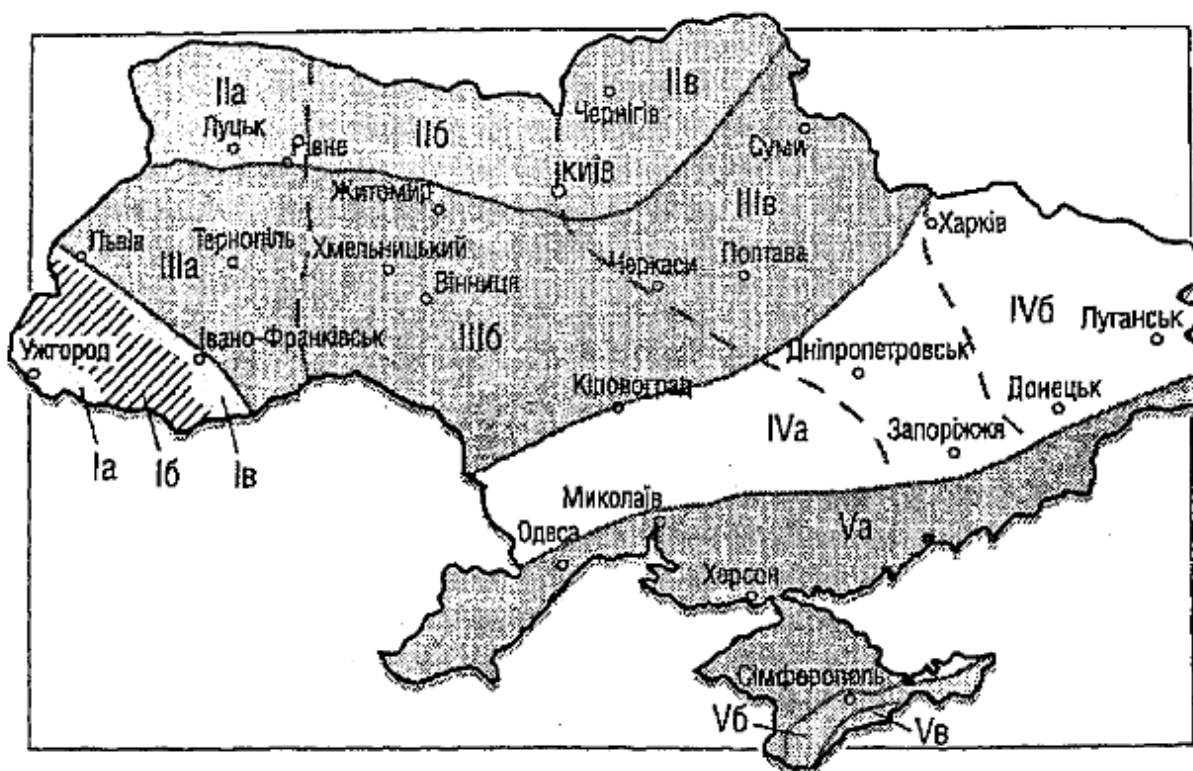 IIа
Луцьк
Рівне
IIб
IIв
Чернігів
Київ
Суми
Житомир
IIIв
Львів
IIIа
Тернопіль
Хмельницький
Вінниця
IIIб
Черкаси
Полтава
Харків
IVб
Луганськ
Ужгород
Івано-Франківськ
Кіровоград
Дніпропетровськ
Донецьк
IVа
Запоріжжя
Iа
Iб
Iв
Миколаїв
Одеса
Vа
Херсон
Сімферополь
Vб
Vв